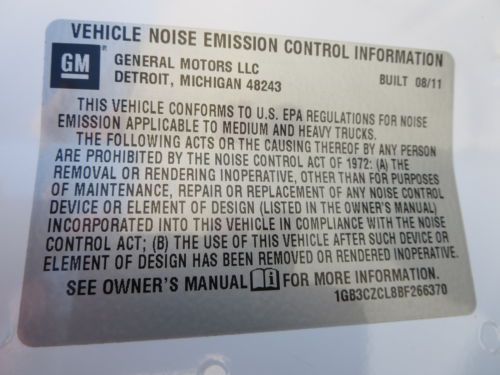 VEHICLE NOISE EMISSION CONTROL INFORMATION
GM GENERAL MOTORS LLC
DETROIT, MICHIGAN 48243 BUILT 08/11
THIS VEHICLE CONFORMS TO U.S. EPA REGULATIONS FOR NOISE
EMISSION APPLICABLE TO MEDIUM AND HEAVY TRUCKS.
THE FOLLOWING ACTS OR THE CAUSING THEREOF BY ANY PERSON
ARE PROHIBITED BY THE NOISE CONTROL ACT OF 1972: (A) THE
REMOVAL OR RENDERING INOPERATIVE, OTHER THAN FOR PURPOSES
OF MAINTENANCE, REPAIR OR REPLACEMENT OF ANY NOISE CONTROL
DEVICE OR ELEMENT OF DESIGN (LISTED IN THE OWNER'S MANUAL)
INCORPORATED INTO THIS VEHICLE IN COMPLIANCE WITH THE NOISE
CONTROL ACT; (B) THE USE OF THIS VEHICLE AFTER SUCH DEVICE OR
ELEMENT OF DESIGN HAS BEEN REMOVED OR RENDERED INOPERATIVE.
SEE OWNER'S MANUAL FOR MORE INFORMATION.
1GB3CZCL8BF266370